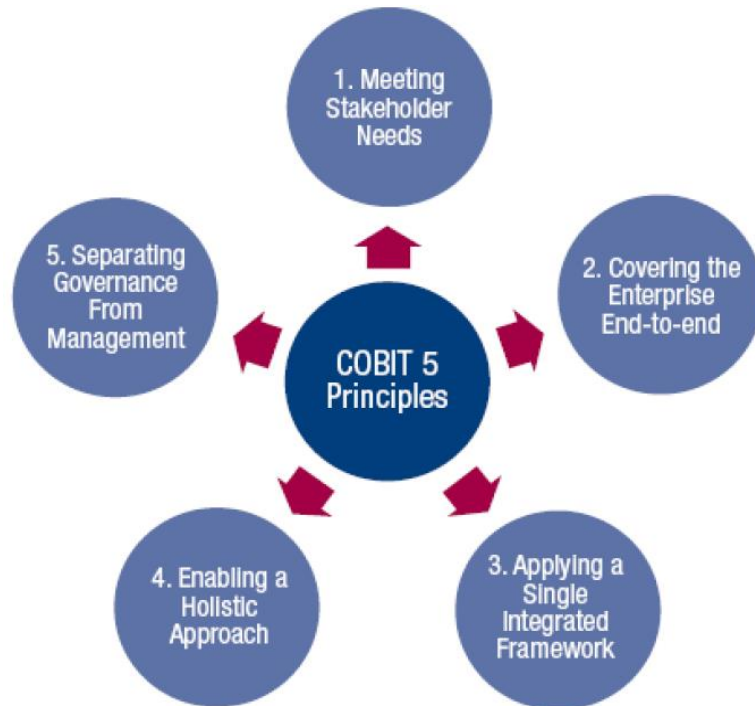 1. Meeting
Stakeholder
Needs
5. Separating
Governance
From
Management
2. Covering the
Enterprise
End-to-end
COBIT 5
Principles
4. Enabling a
Holistic
Approach
3. Applying a
Single
Integrated
Framework